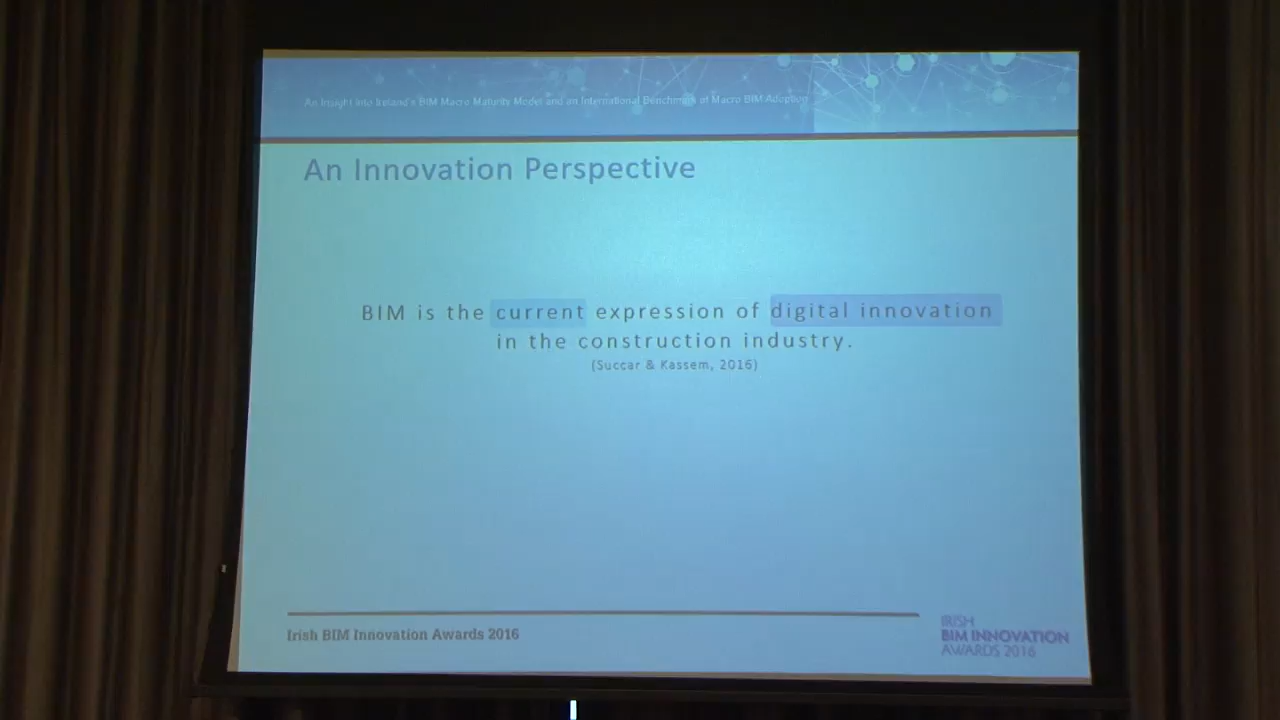 An Insight into Ireland's BIM Macro Maturity Model and an International Benchmark of Macro BIM Adoption
An Innovation Perspective
BIM is the current expression of digital innovation
in the construction industry.
(Succar & Kassem, 2016)
Irish BIM Innovation Awards 2016
IRISH
BIM INNOVATION
AWARDS 2016